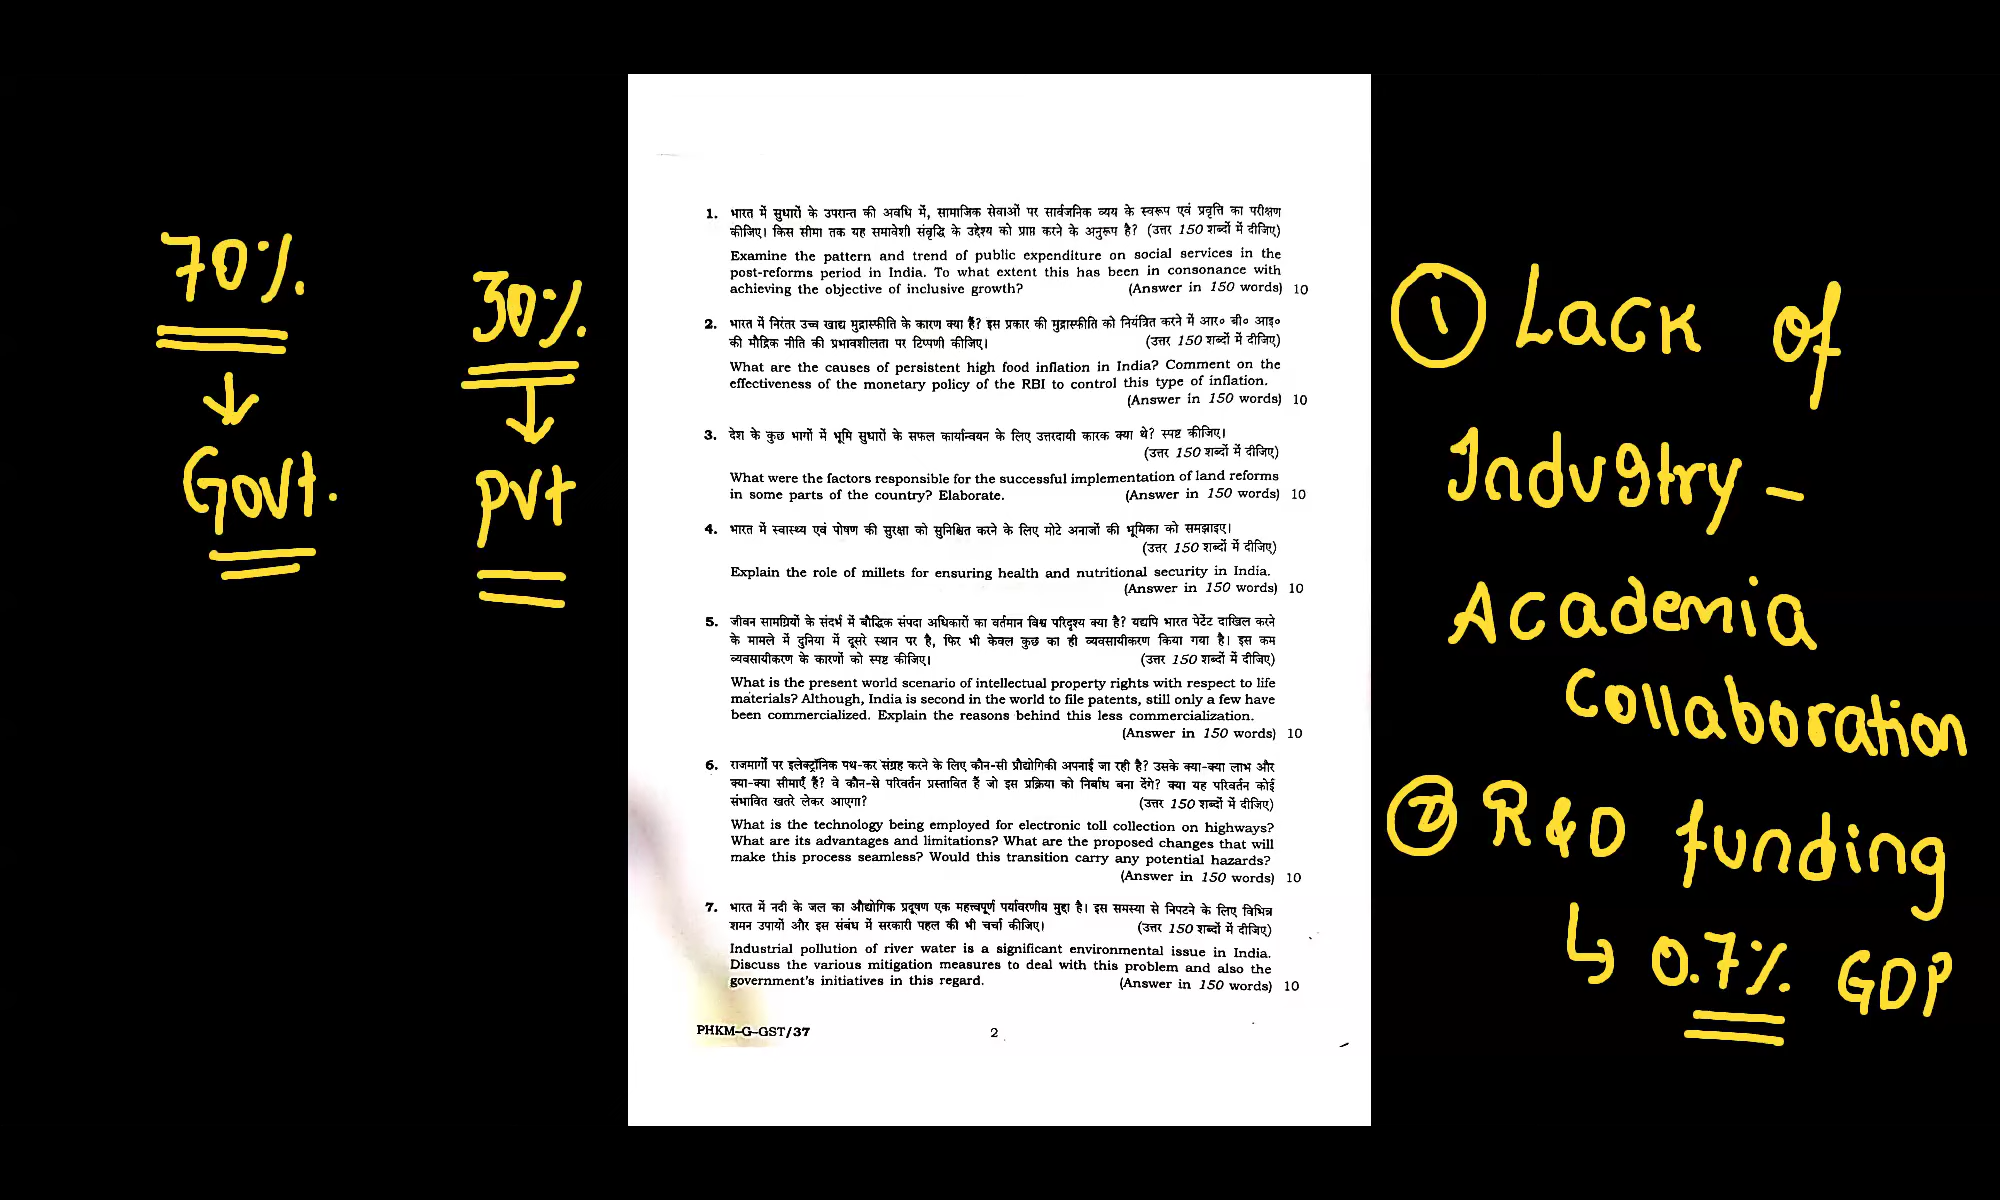 70%.
Govt.
30%.
pvt
1. भारत में सुधारों के उपरान्त की अवधि में, सामाजिक सेवाओं पर सार्वजनिक व्यय के स्वरूप एवं प्रवृत्ति का परीक्षण
कीजिए। किस सीमा तक यह समावेशी संवृद्धि के उद्देश्य को प्राप्त करने के अनुरूप है? (उत्तर 150 शब्दों में दीजिए)
Examine the pattern and trend of public expenditure on social services in the
post-reforms period in India. To what extent this has been in consonance with
achieving the objective of inclusive growth? (Answer in 150 words) 10
2. भारत में निरंतर उच्च खाद्य मुद्रास्फीति के कारण क्या हैं? इस प्रकार की मुद्रास्फीति को नियंत्रित करने में आर० बी० आइ०
की मौद्रिक नीति की प्रभावशीलता पर टिप्पणी कीजिए। (उत्तर 150 शब्दों में दीजिए)
What are the causes of persistent high food inflation in India? Comment on the
effectiveness of the monetary policy of the RBI to control this type of inflation.
(Answer in 150 words) 10
3. देश के कुछ भागों में भूमि सुधारों के सफल कार्यान्वयन के लिए उत्तरदायी कारक क्या थे? स्पष्ट कीजिए।
(उत्तर 150 शब्दों में दीजिए)
What were the factors responsible for the successful implementation of land reforms
in some parts of the country? Elaborate. (Answer in 150 words) 10
4. भारत में स्वास्थ्य एवं पोषण की सुरक्षा को सुनिश्चित करने के लिए मोटे अनाजों की भूमिका को समझाइए।
(उत्तर 150 शब्दों में दीजिए)
Explain the role of millets for ensuring health and nutritional security in India.
(Answer in 150 words) 10
5. जीवन सामग्रियों के संदर्भ में बौद्धिक संपदा अधिकारों का वर्तमान विश्व परिदृश्य क्या है? यद्यपि भारत पेटेंट दाखिल करने
के मामले में दुनिया में दूसरे स्थान पर है, फिर भी केवल कुछ का ही व्यवसायीकरण किया गया है। इस कम
व्यवसायीकरण के कारणों को स्पष्ट कीजिए। (उत्तर 150 शब्दों में दीजिए)
What is the present world scenario of intellectual property rights with respect to life
materials? Although, India is second in the world to file patents, still only a few have
been commercialized. Explain the reasons behind this less commercialization.
(Answer in 150 words) 10
6. राजमार्गों पर इलेक्ट्रॉनिक पथ-कर संग्रह करने के लिए कौन-सी प्रौद्योगिकी अपनाई जा रही है? उसके क्या-क्या लाभ और
क्या-क्या सीमाएँ हैं? वे कौन-से परिवर्तन प्रस्तावित हैं जो इस प्रक्रिया को निर्बाध बना देंगे? क्या यह परिवर्तन कोई
संभावित खतरे लेकर आएगा? (उत्तर 150 शब्दों में दीजिए)
What is the technology being employed for electronic toll collection on highways?
What are its advantages and limitations? What are the proposed changes that will
make this process seamless? Would this transition carry any potential hazards?
(Answer in 150 words) 10
7. भारत में नदी के जल का औद्योगिक प्रदूषण एक महत्त्वपूर्ण पर्यावरणीय मुद्दा है। इस समस्या से निपटने के लिए विभिन्न
शमन उपायों और इस संबंध में सरकारी पहल की भी चर्चा कीजिए। (उत्तर 150 शब्दों में दीजिए)
Industrial pollution of river water is a significant environmental issue in India.
Discuss the various mitigation measures to deal with this problem and also the
government's initiatives in this regard. (Answer in 150 words) 10
PHKM-G-GST/37 2
1 Lack of
Industry -
Academia
Collaboration
2 R&D funding
0.7%. GDP